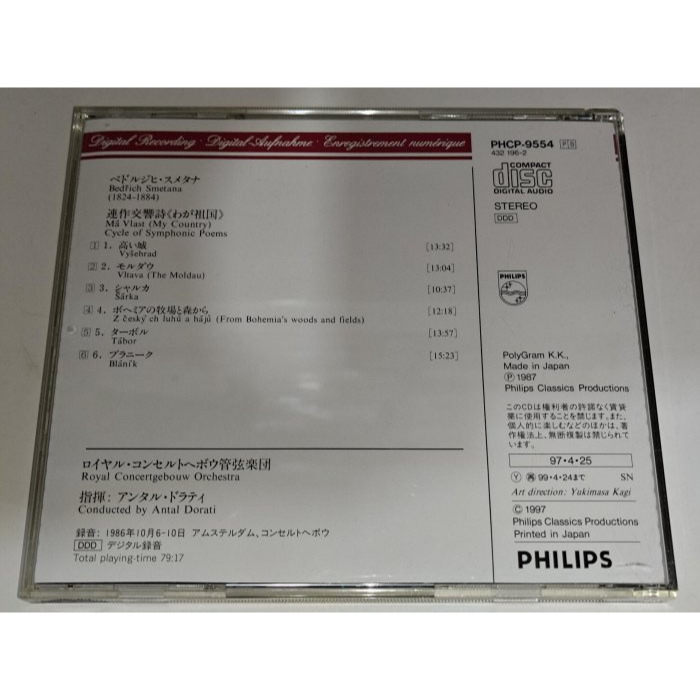 Digital Recording · Digital-Aufnahme · Enregistrement numérique
ベドルジヒ・スメタナ
Bedřich Smetana
(1824-1884)
連作交響詩《わが祖国》
Má Vlast (My Country)
Cycle of Symphonic Poems
1 1. 高い城 [13:32]
Vyšehrad
2 2. モルダウ [13:04]
Vltava (The Moldau)
3 3. シャルカ [10:37]
Šárka
4 4. ボヘミアの牧場と森から [12:18]
Z český ch luhů a hájů (From Bohemia's woods and fields)
5 5. ターボル [13:57]
Tábor
6 6. ブラニーク [15:23]
Blánik
ロイヤル・コンセルトヘボウ管弦楽団
Royal Concertgebouw Orchestra
指揮: アンタル・ドラティ
Conducted by Antal Dorati
録音: 1986年10月6-10日 アムステルダム、コンセルトヘボウ
DDD デジタル録音
Total playing-time 79:17
PHCP-9554 PS
432 196-2
COMPACT
disc
DIGITAL AUDIO
STEREO
DDD
PHILIPS
PolyGram K.K.,
Made in Japan
Ⓟ 1987
Philips Classics Productions
このCDは権利者の許諾なく賃貸
業に使用することを禁じます。また、
個人的に楽しむなどのほかは、著
作権法上、無断複製は禁じられて
います。
97・4・25
Ⓨ 再 99・4・24まで SN
Art direction: Yukimasa Kagi
© 1997
Philips Classics Productions
Printed in Japan
PHILIPS